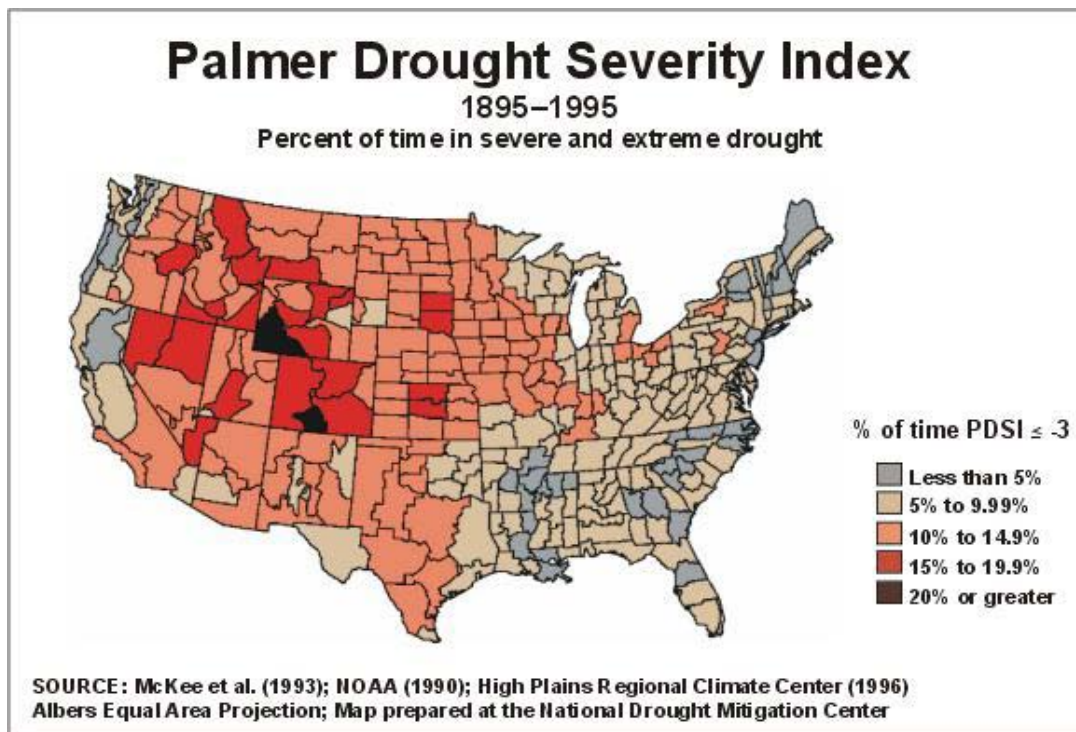 Palmer Drought Severity Index
1895–1995
Percent of time in severe and extreme drought
% of time PDSI ≤ -3
Less than 5%
5% to 9.99%
10% to 14.9%
15% to 19.9%
20% or greater
SOURCE: McKee et al. (1993); NOAA (1990); High Plains Regional Climate Center (1996)
Albers Equal Area Projection; Map prepared at the National Drought Mitigation Center